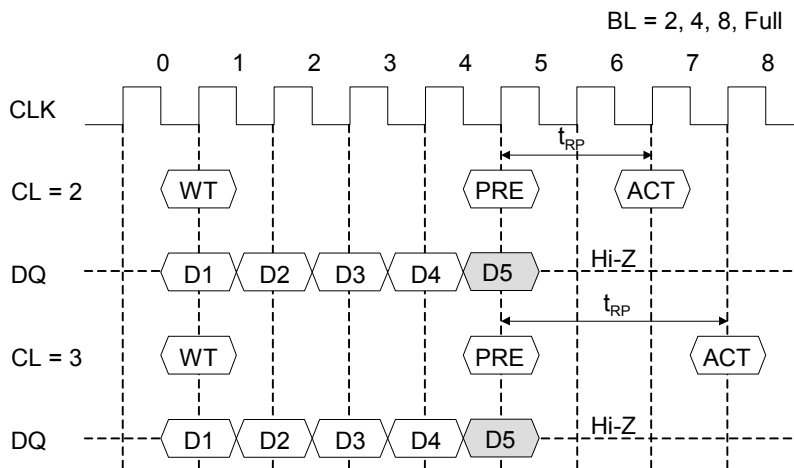 BL = 2, 4, 8, Full
0 1 2 3 4 5 6 7 8
CLK
tRP
CL = 2 WT PRE ACT
DQ D1 D2 D3 D4 D5 Hi-Z
tRP
CL = 3 WT PRE ACT
DQ D1 D2 D3 D4 D5 Hi-Z